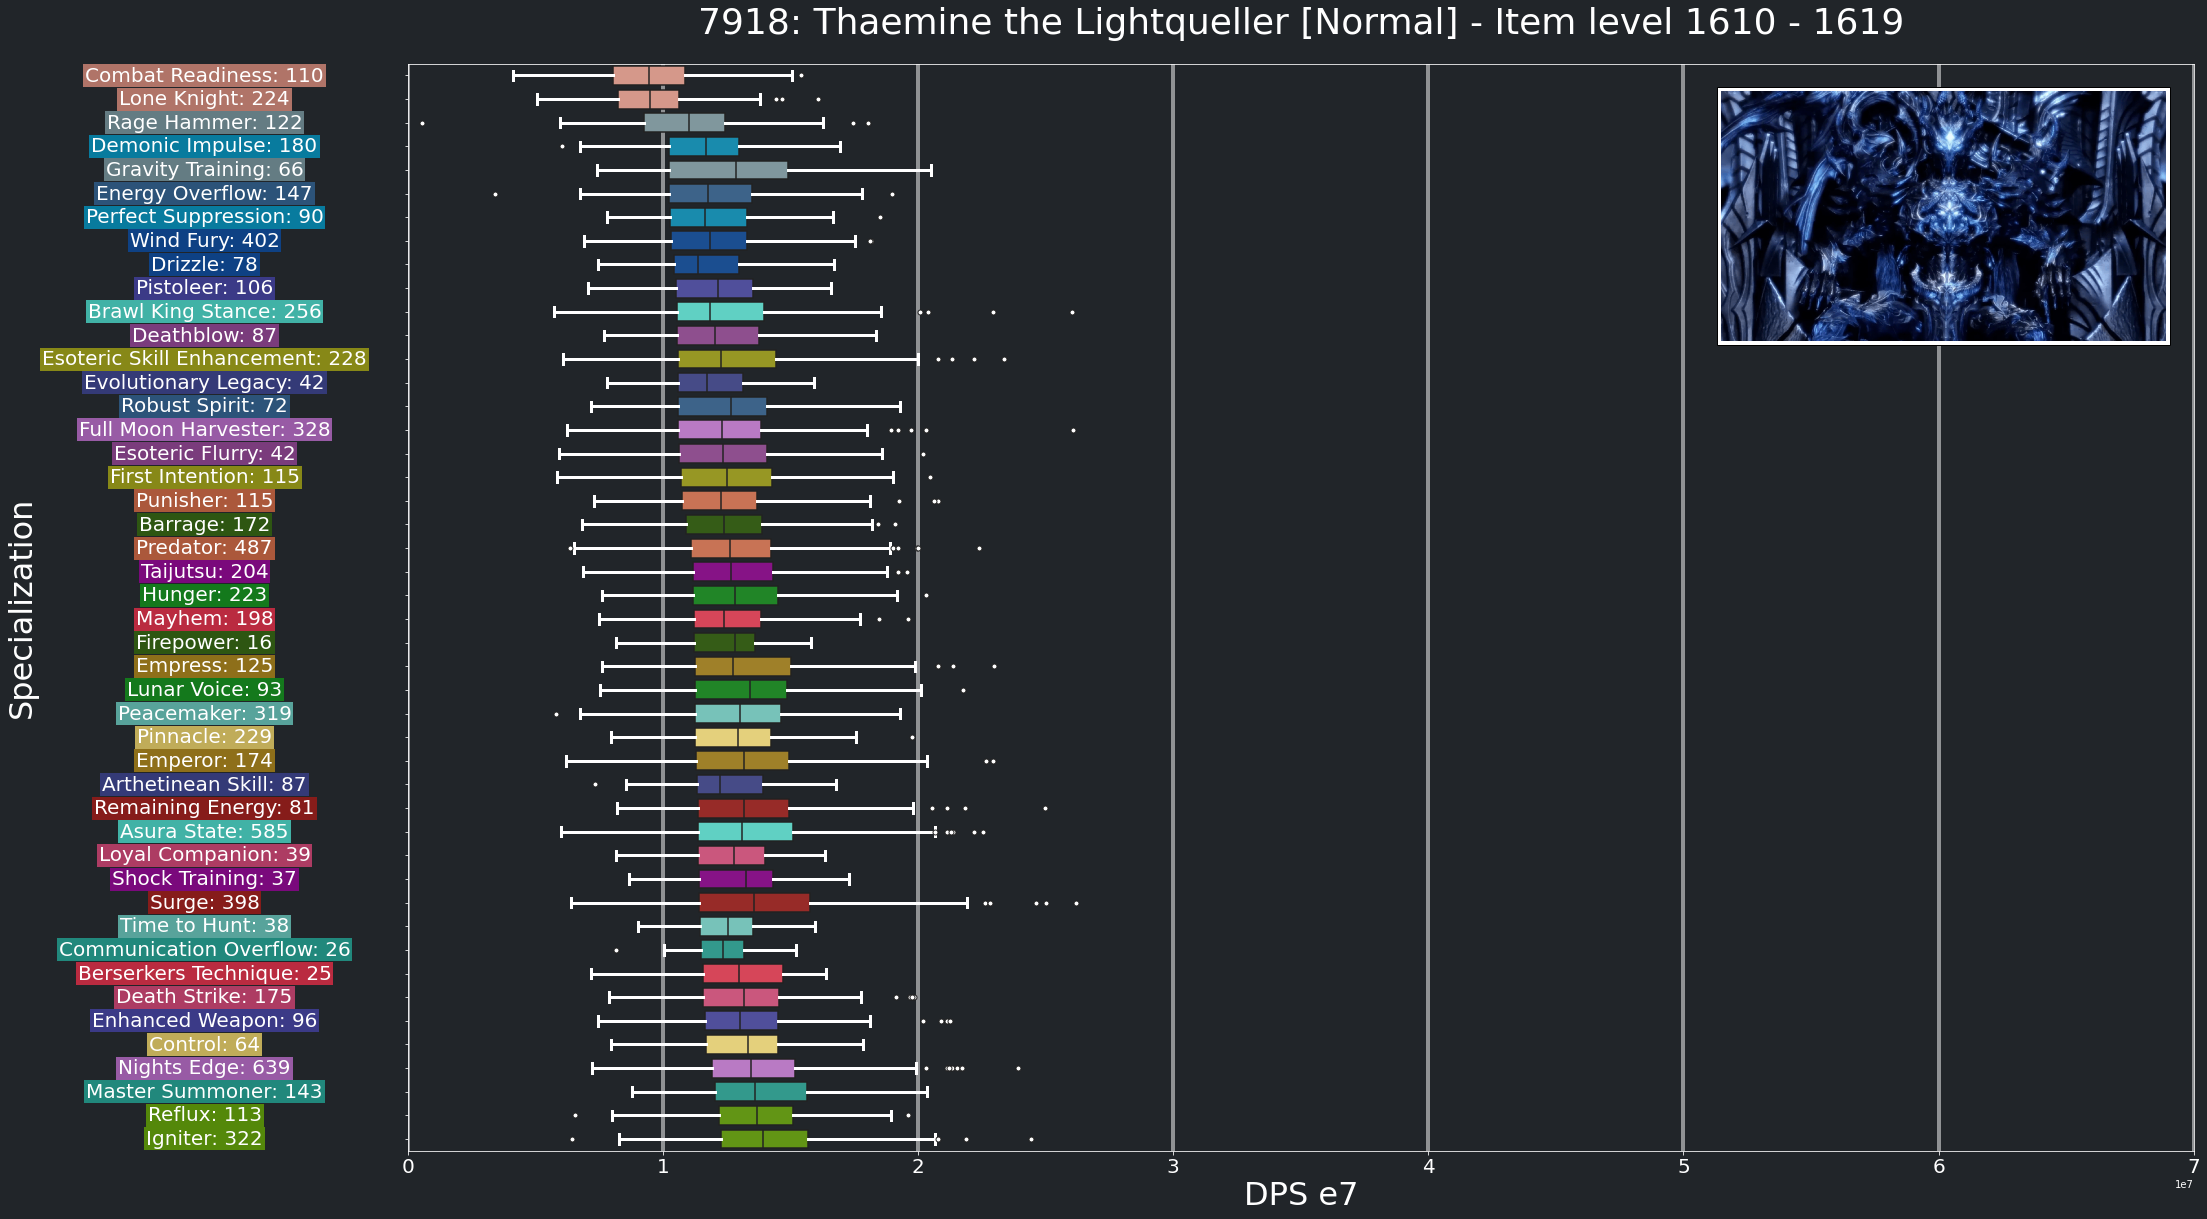 7918: Thaemine the Lightqueller [Normal] - Item level 1610 - 1619
Combat Readiness: 110
Lone Knight: 224
Rage Hammer: 122
Demonic Impulse: 180
Gravity Training: 66
Energy Overflow: 147
Perfect Suppression: 90
Wind Fury: 402
Drizzle: 78
Pistoleer: 106
Brawl King Stance: 256
Deathblow: 87
Esoteric Skill Enhancement: 228
Evolutionary Legacy: 42
Robust Spirit: 72
Full Moon Harvester: 328
Esoteric Flurry: 42
First Intention: 115
Punisher: 115
Barrage: 172
Predator: 487
Taijutsu: 204
Hunger: 223
Mayhem: 198
Firepower: 16
Empress: 125
Lunar Voice: 93
Peacemaker: 319
Pinnacle: 229
Emperor: 174
Arthetinean Skill: 87
Remaining Energy: 81
Asura State: 585
Loyal Companion: 39
Shock Training: 37
Surge: 398
Time to Hunt: 38
Communication Overflow: 26
Berserkers Technique: 25
Death Strike: 175
Enhanced Weapon: 96
Control: 64
Nights Edge: 639
Master Summoner: 143
Reflux: 113
Igniter: 322
Specialization
0 1 2 3 4 5 6 7
1e7
DPS e7